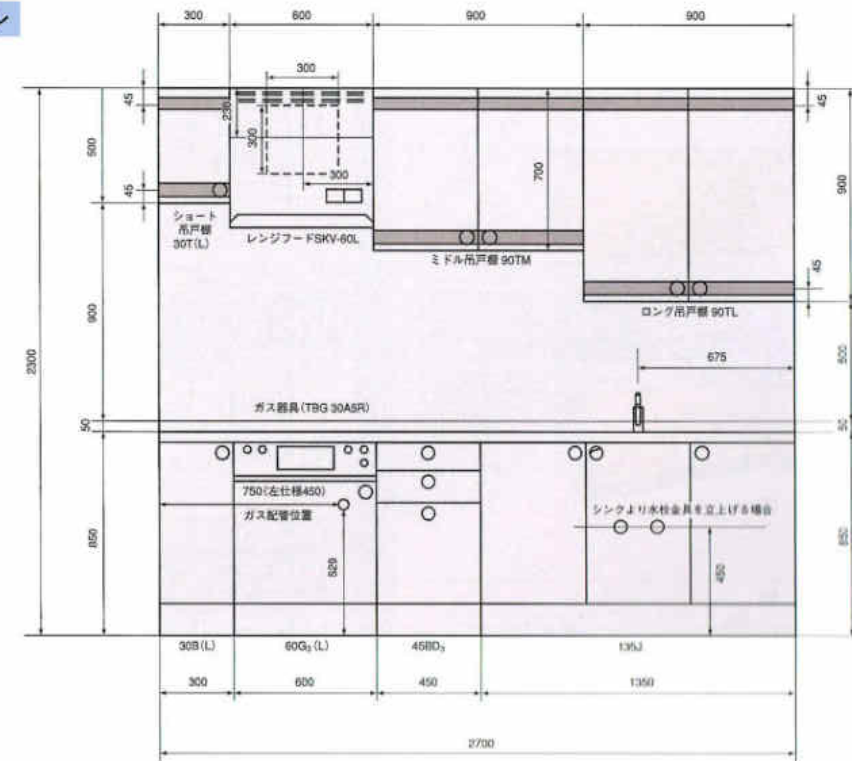 ン
300
600
900
900
300
45
236
300
300
500
45
700
45
900
45
2300
ショート
吊戸棚
30T(L)
レンジフードSKV-60L
ミドル吊戸棚 90TM
ロング吊戸棚 90TL
900
675
600
ガス器具(TBG 30ASR)
50
50
750(左仕様450)
ガス配管位置
シンクより水栓金具を立上げる場合
850
529
450
850
30B(L)
60G₃(L)
45BD₃
135J
300
600
450
1350
2700